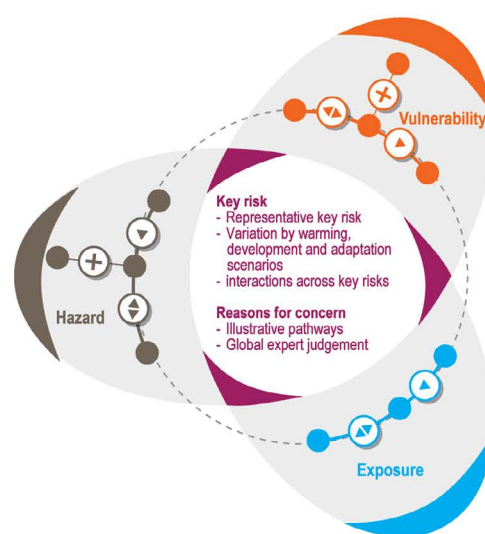 Vulnerability
Key risk
- Representative key risk
- Variation by warming,
development and adaptation
scenarios
- interactions across key risks
Reasons for concern
- Illustrative pathways
- Global expert judgement
Hazard
Exposure